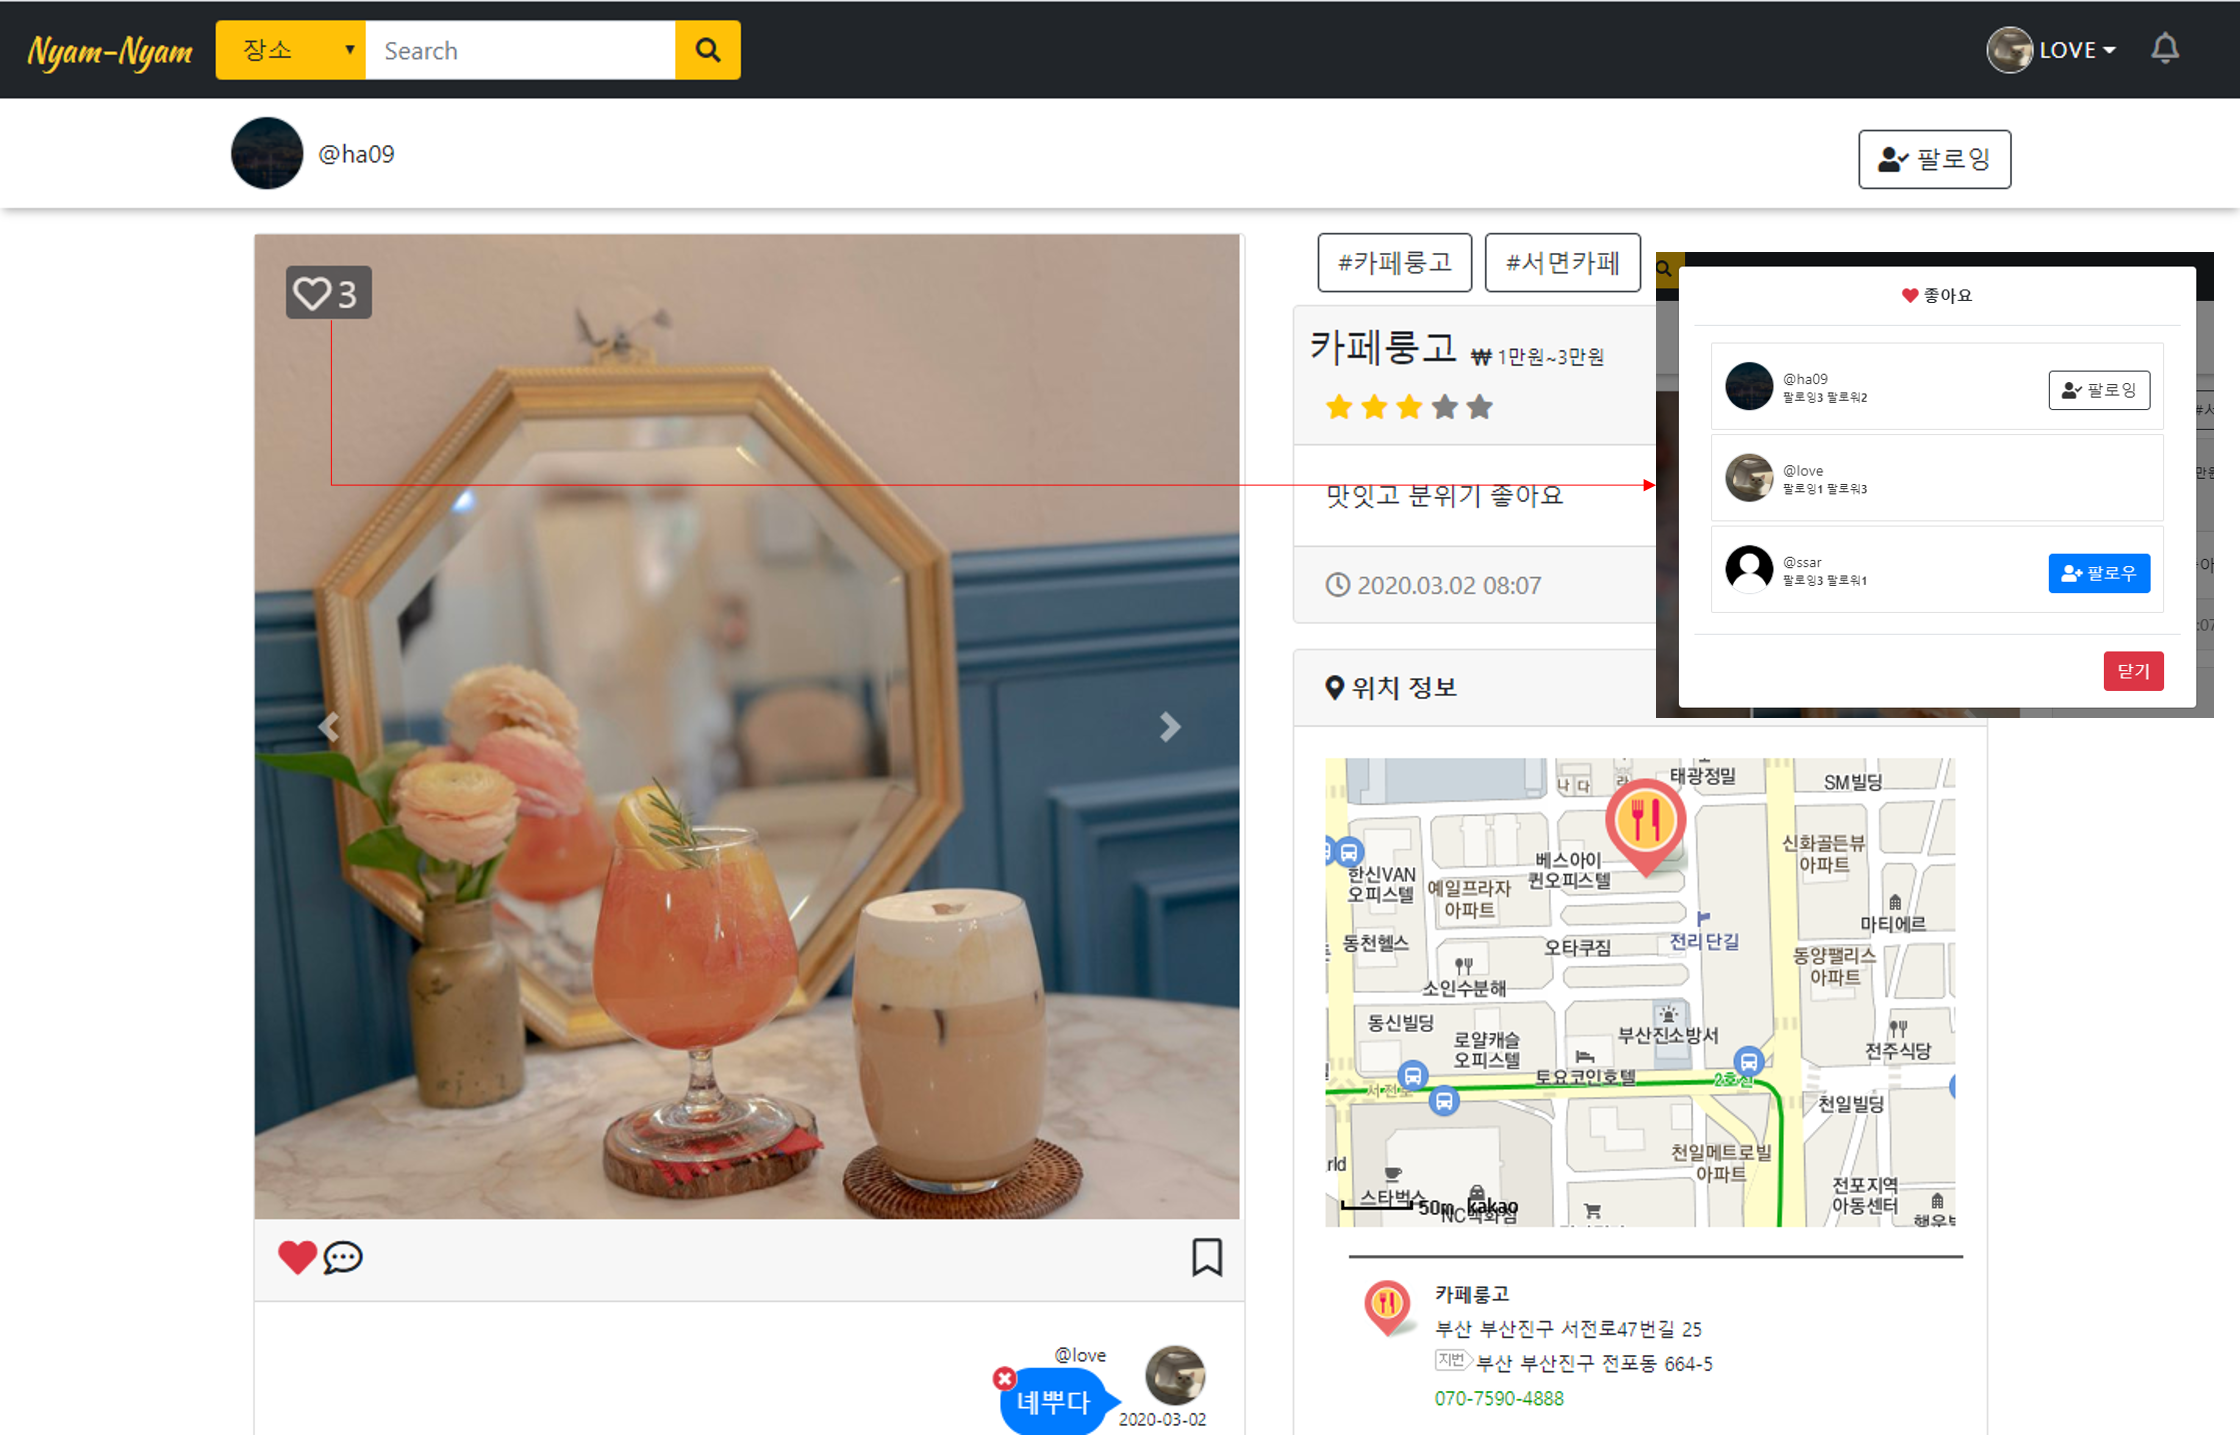 Nyam-Nyam
장소
Search
LOVE
@ha09
팔로잉
3
#카페룽고
#서면카페
카페룽고 ₩ 1만원~3만원
맛잇고 분위기 좋아요
2020.03.02 08:07
위치 정보
좋아요
@ha09
팔로잉3 팔로워2
팔로잉
@love
팔로잉1 팔로워3
@ssar
팔로잉3 팔로워1
팔로우
닫기
태광정밀
SM빌딩
나 다
신화골든뷰
아파트
베스아이
퀸오피스텔
한신VAN
오피스텔
예일프라자
아파트
마티에르
동천헬스
오타쿠짐
전리단길
동양팰리스
아파트
소인수분해
동신빌딩
로얄캐슬
오피스텔
부산진소방서
전주식당
토요코인호텔
2호선
서전로
천일빌딩
천일메트로빌
아파트
rld
스타벅스
50m
kakao
NC백화점
전포지역
아동센터
카페룽고
부산 부산진구 서전로47번길 25
지번 부산 부산진구 전포동 664-5
070-7590-4888
@love
녜뿌다
2020-03-02